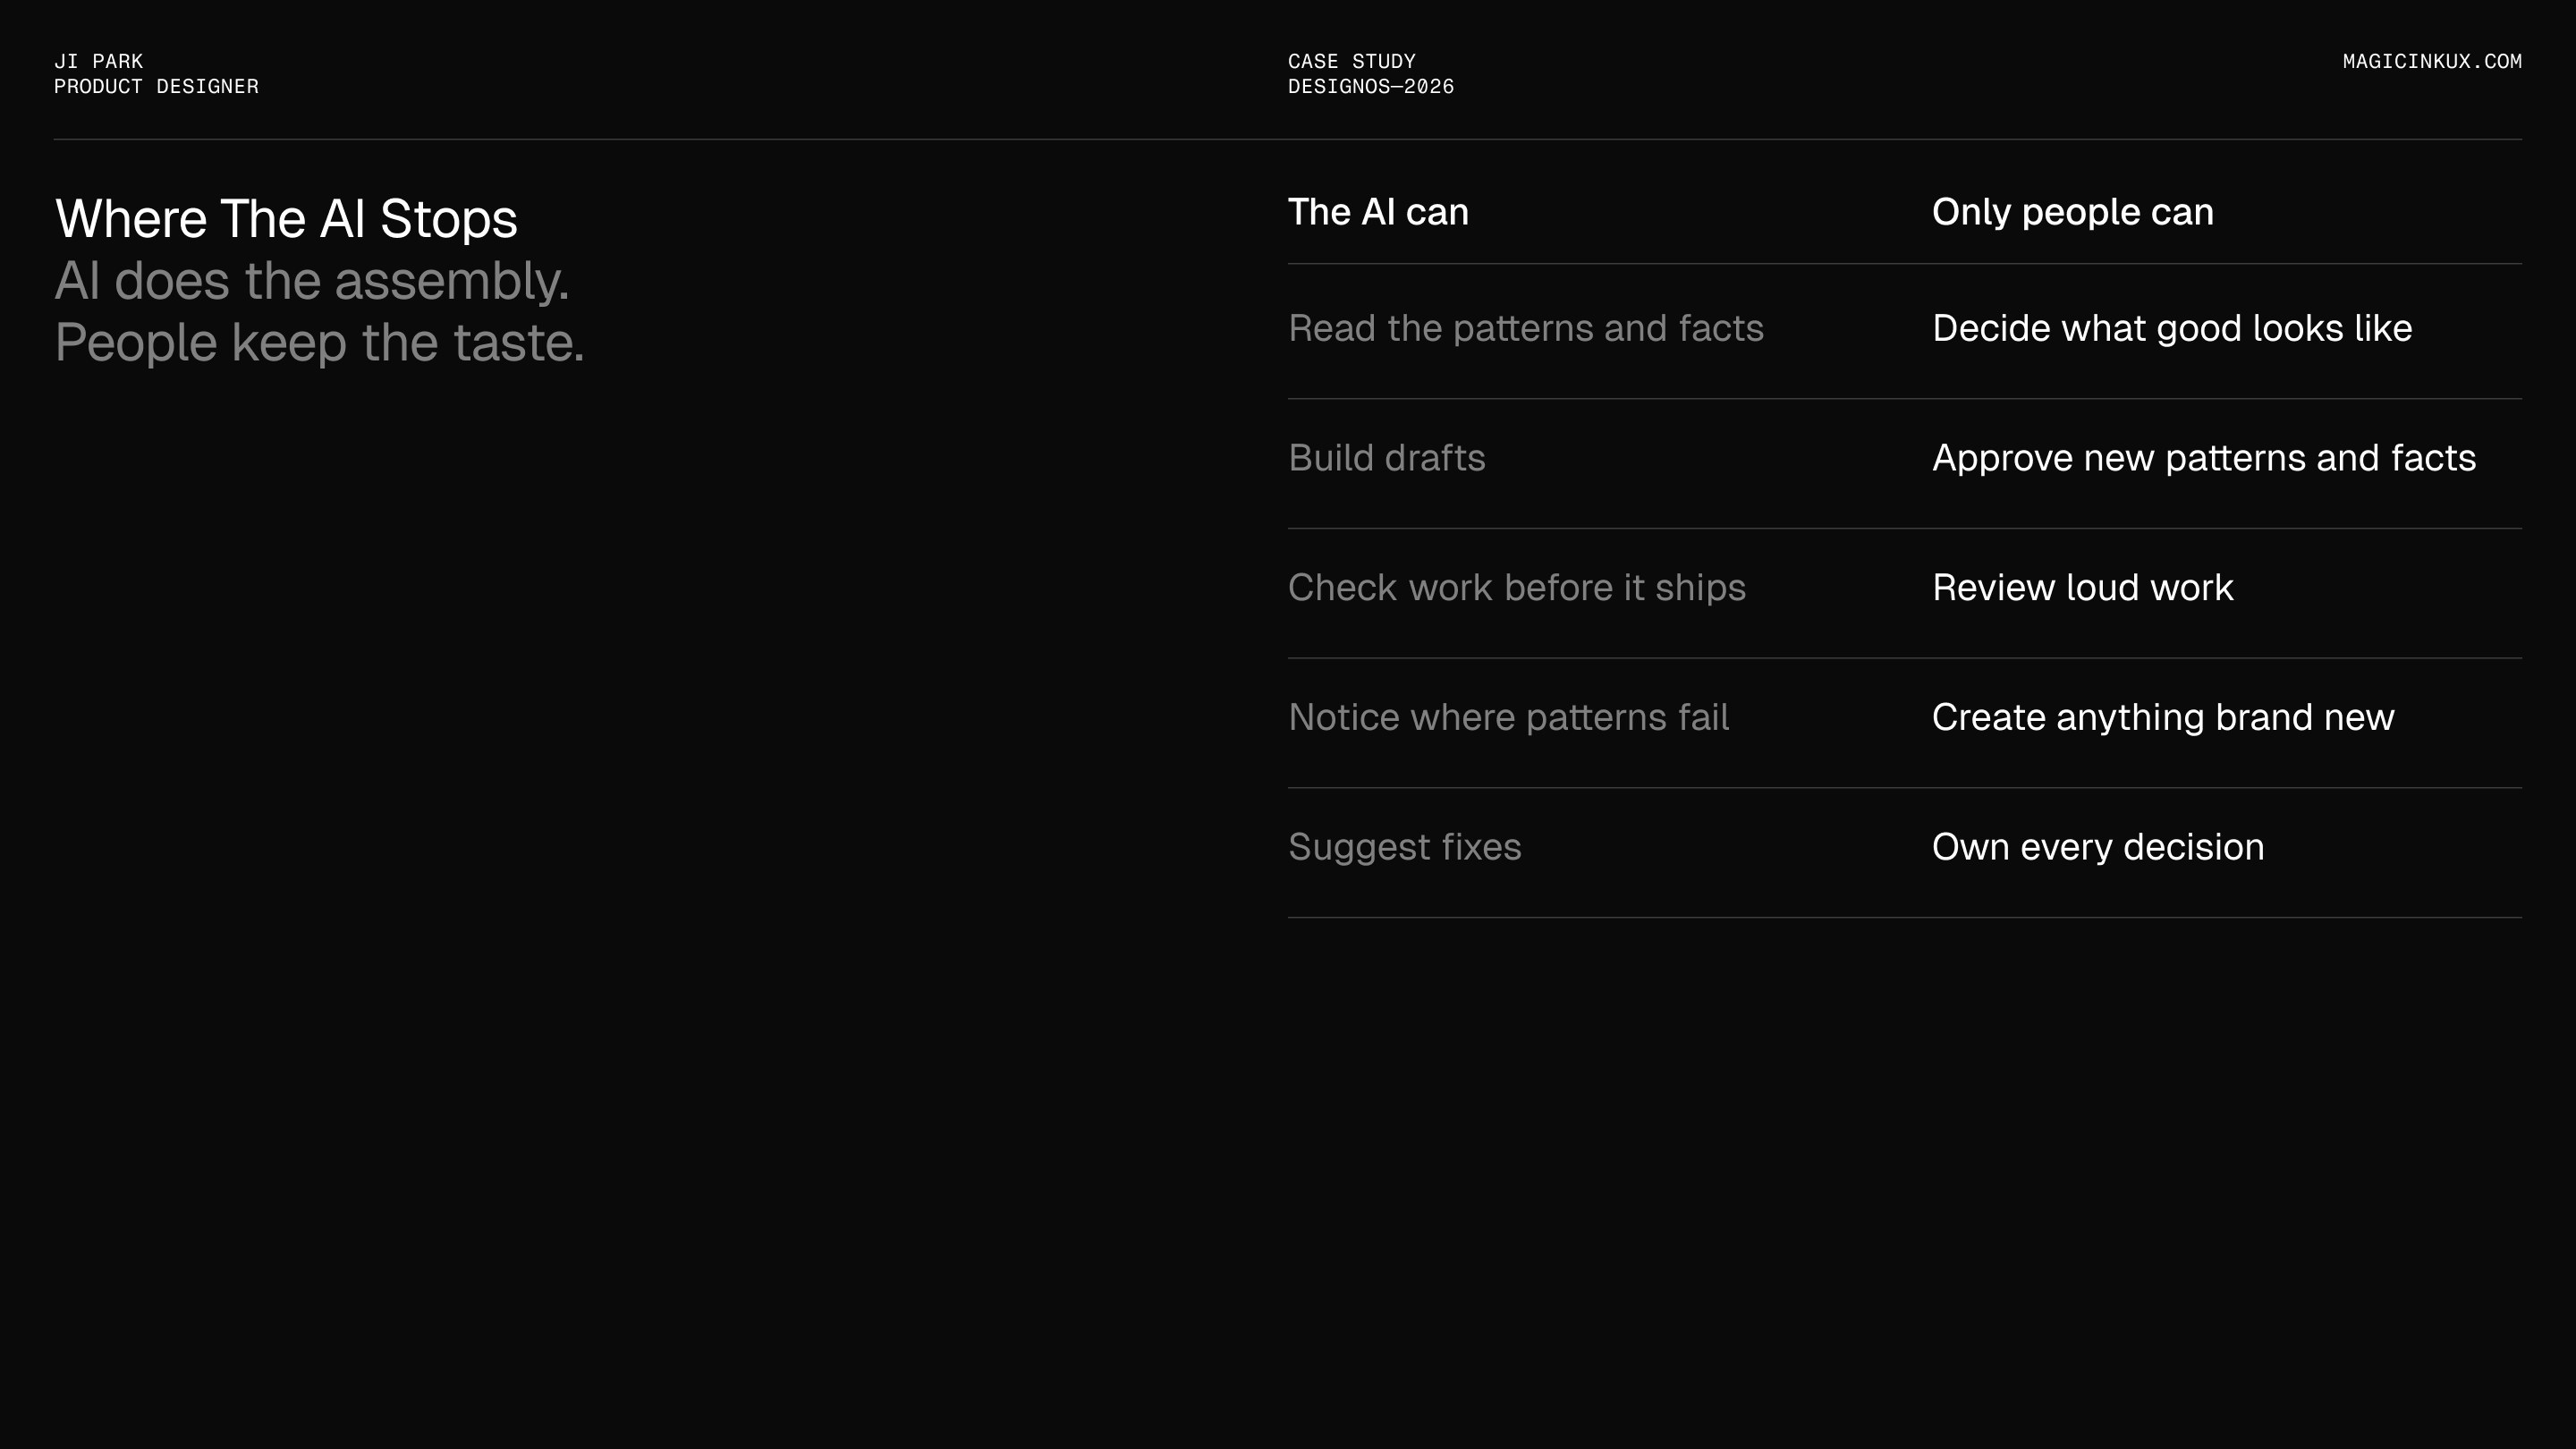 JI PARK
PRODUCT DESIGNER
CASE STUDY
DESIGNOS—2026
MAGICINKUX.COM
Where The AI Stops
AI does the assembly.
People keep the taste.
The AI can
Only people can
Read the patterns and facts
Decide what good looks like
Build drafts
Approve new patterns and facts
Check work before it ships
Review loud work
Notice where patterns fail
Create anything brand new
Suggest fixes
Own every decision